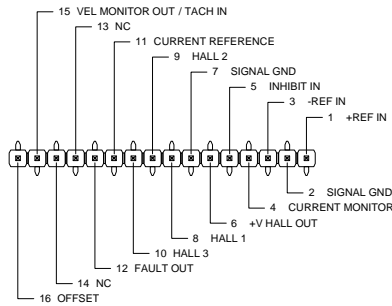 15 VEL MONITOR OUT / TACH IN
13 NC
11 CURRENT REFERENCE
9 HALL 2
7 SIGNAL GND
5 INHIBIT IN
3 -REF IN
1 +REF IN
2 SIGNAL GND
4 CURRENT MONITOR
6 +V HALL OUT
8 HALL 1
10 HALL 3
12 FAULT OUT
14 NC
16 OFFSET